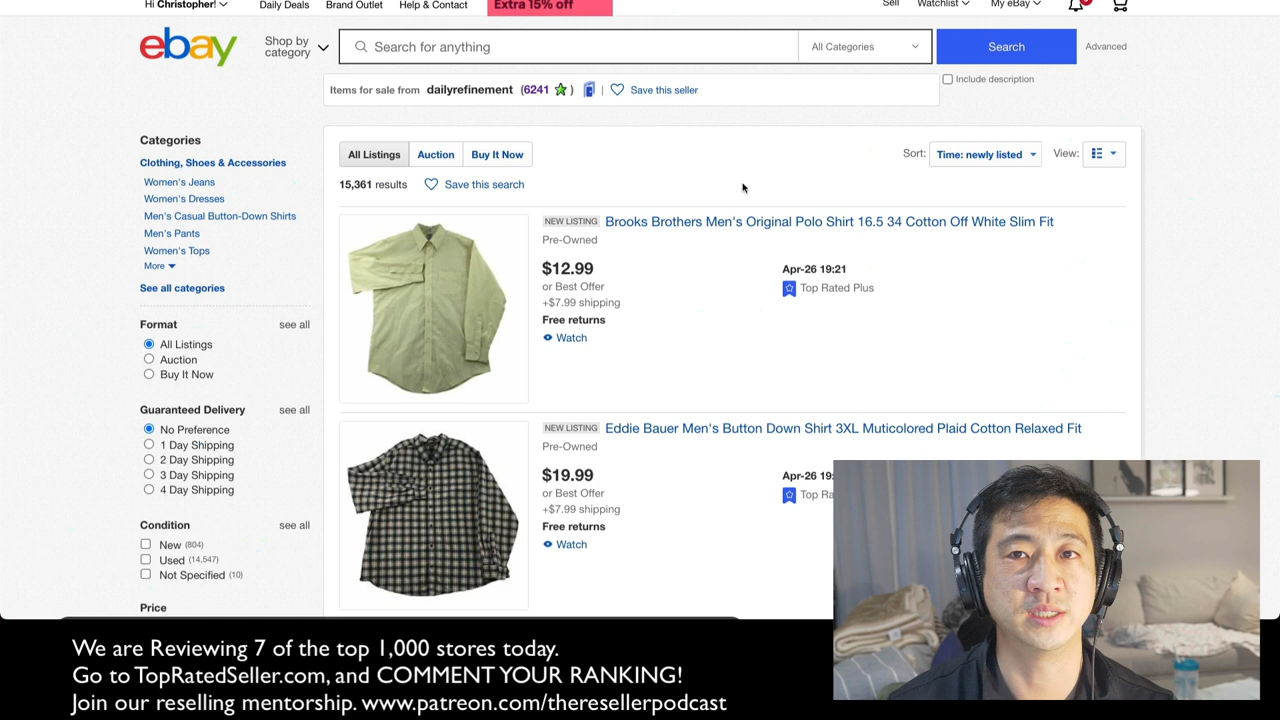 Hi Christopher!
Daily Deals
Brand Outlet
Help & Contact
Extra 15% off
Sell
Watchlist
My eBay
ebay
Shop by category
Search for anything
All Categories
Search
Advanced
Items for sale from dailyrefinement (6241 ) | Save this seller
Include description
Categories
Clothing, Shoes & Accessories
Women's Jeans
Women's Dresses
Men's Casual Button-Down Shirts
Men's Pants
Women's Tops
More
See all categories
Format see all
All Listings
Auction
Buy It Now
Guaranteed Delivery see all
No Preference
1 Day Shipping
2 Day Shipping
3 Day Shipping
4 Day Shipping
Condition see all
New (804)
Used (14,547)
Not Specified (10)
Price
All Listings Auction Buy It Now
Sort: Time: newly listed View:
15,361 results Save this search
NEW LISTING Brooks Brothers Men's Original Polo Shirt 16.5 34 Cotton Off White Slim Fit
Pre-Owned
$12.99
or Best Offer
+$7.99 shipping
Free returns
Watch
Apr-26 19:21
Top Rated Plus
NEW LISTING Eddie Bauer Men's Button Down Shirt 3XL Muticolored Plaid Cotton Relaxed Fit
Pre-Owned
$19.99
or Best Offer
+$7.99 shipping
Free returns
Watch
Apr-26 19:
Top Ra
We are Reviewing 7 of the top 1,000 stores today.
Go to TopRatedSeller.com, and COMMENT YOUR RANKING!
Join our reselling mentorship. www.patreon.com/theresellerpodcast